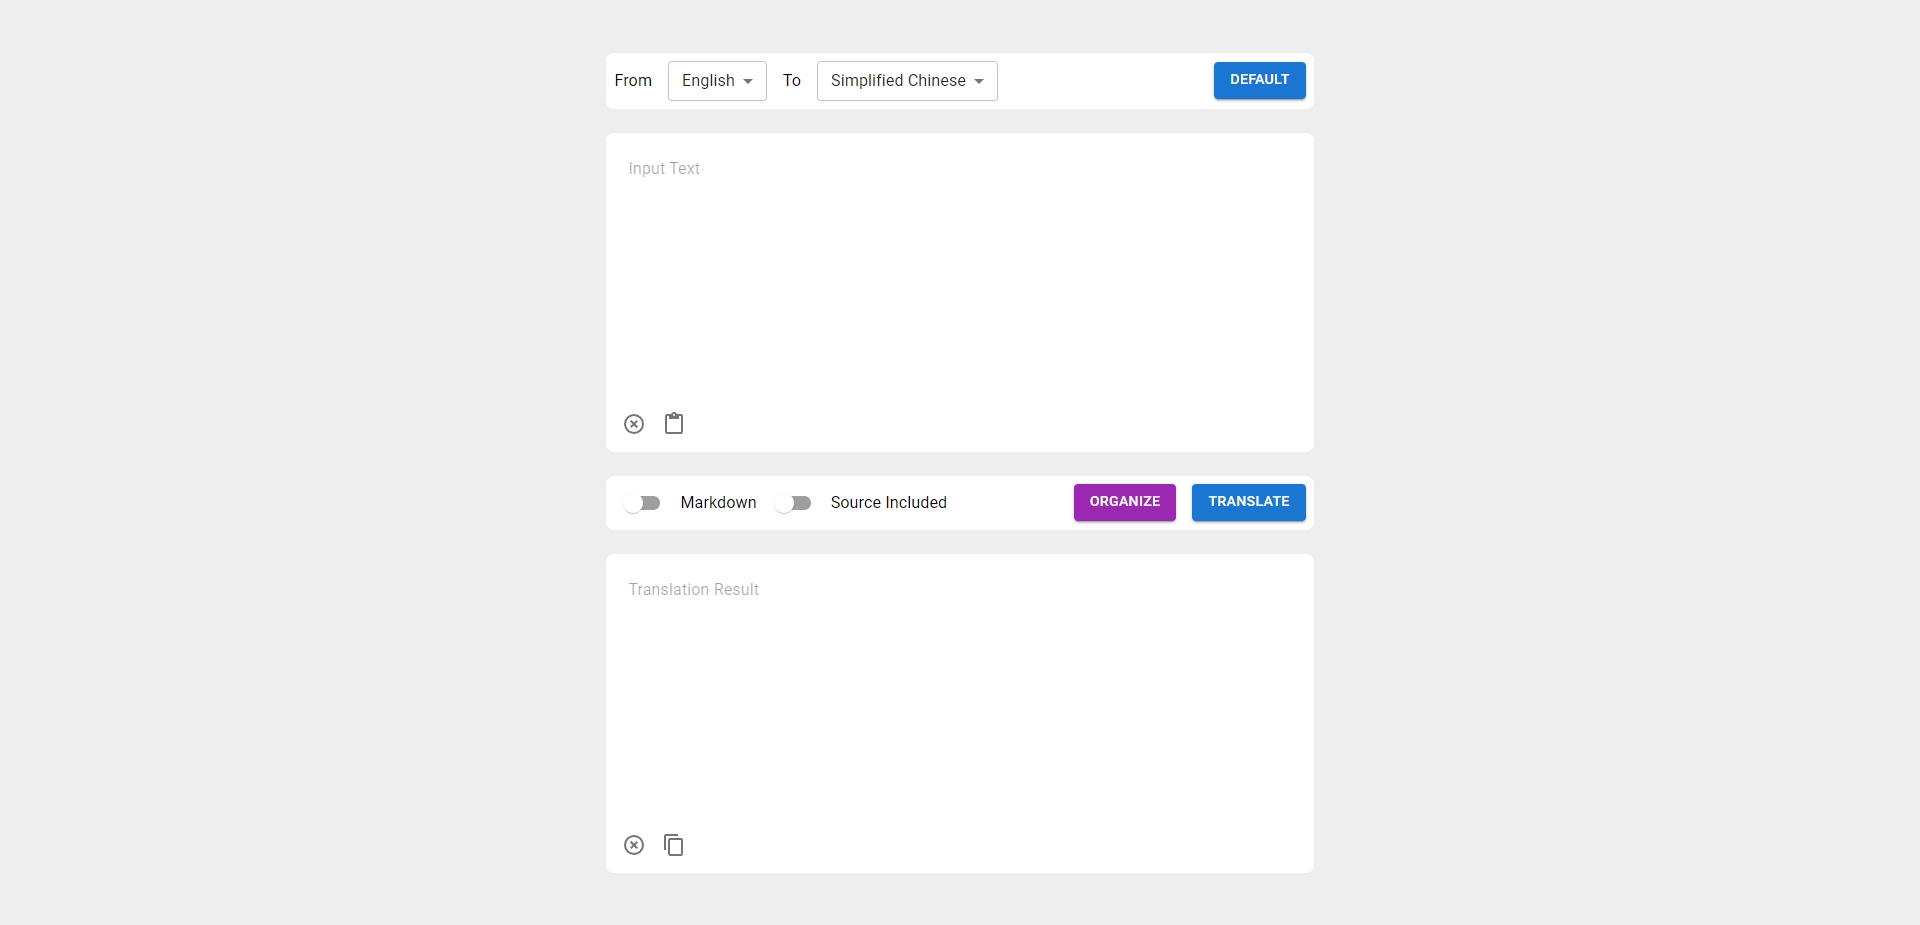 From English To Simplified Chinese DEFAULT
Input Text
Markdown Source Included ORGANIZE TRANSLATE
Translation Result